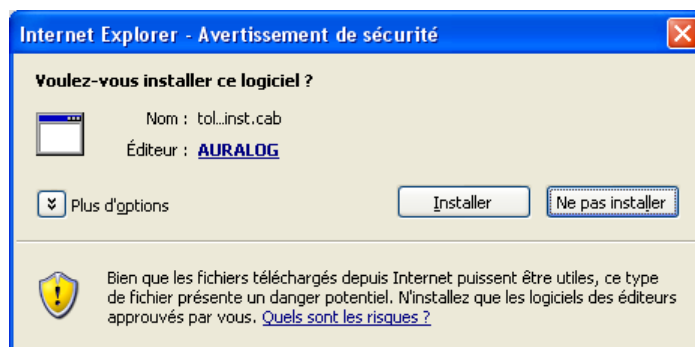 Internet Explorer - Avertissement de sécurité
Voulez-vous installer ce logiciel ?
Nom : tol...inst.cab
Éditeur : AURALOG
Plus d'options
Installer
Ne pas installer
Bien que les fichiers téléchargés depuis Internet puissent être utiles, ce type
de fichier présente un danger potentiel. N'installez que les logiciels des éditeurs
approuvés par vous. Quels sont les risques ?